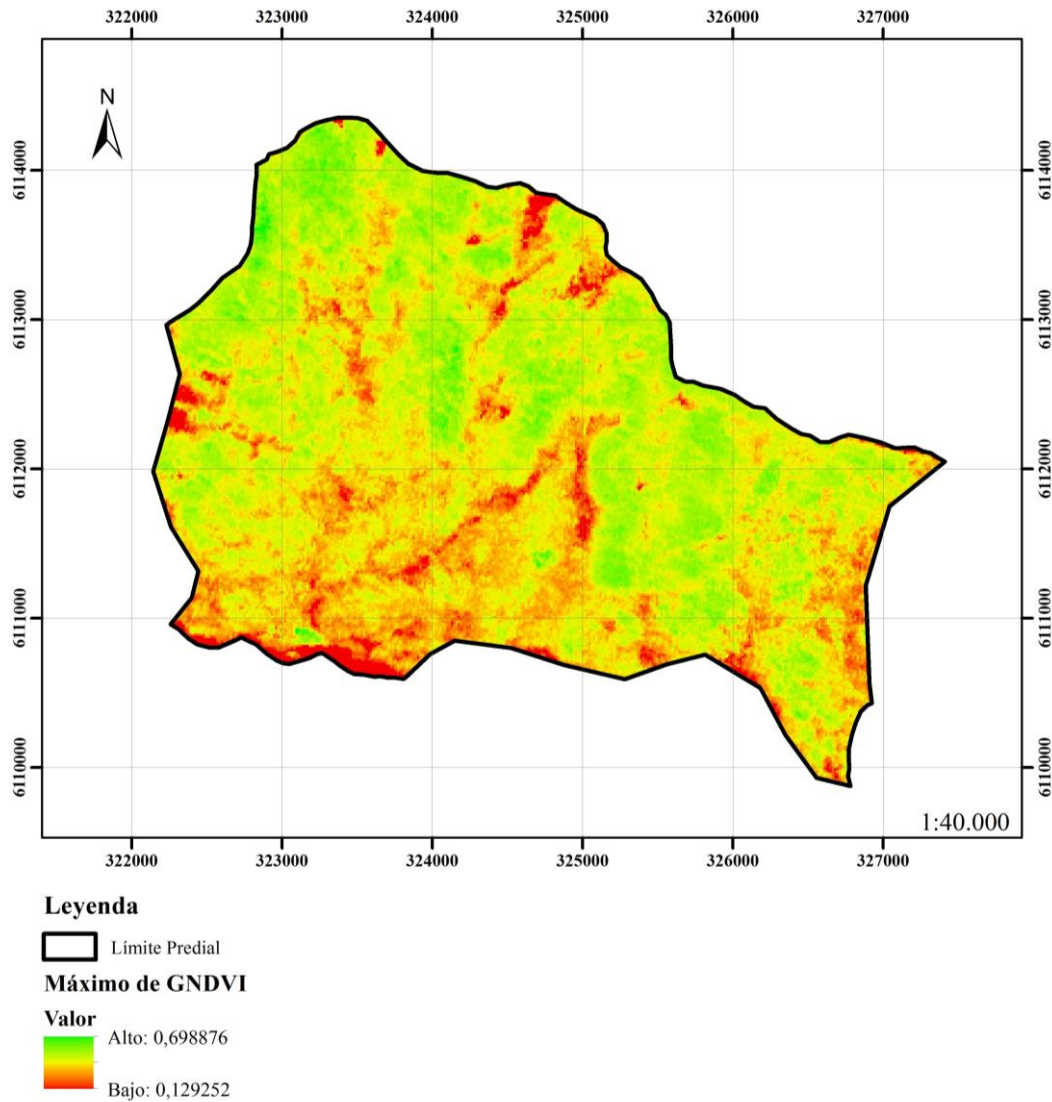 322000 323000 324000 325000 326000 327000
N
6114000 6114000
6113000 6113000
6112000 6112000
6111000 6111000
6110000 6110000
1:40.000
322000 323000 324000 325000 326000 327000
Leyenda
Límite Predial
Máximo de GNDVI
Valor
Alto: 0,698876
Bajo: 0,129252